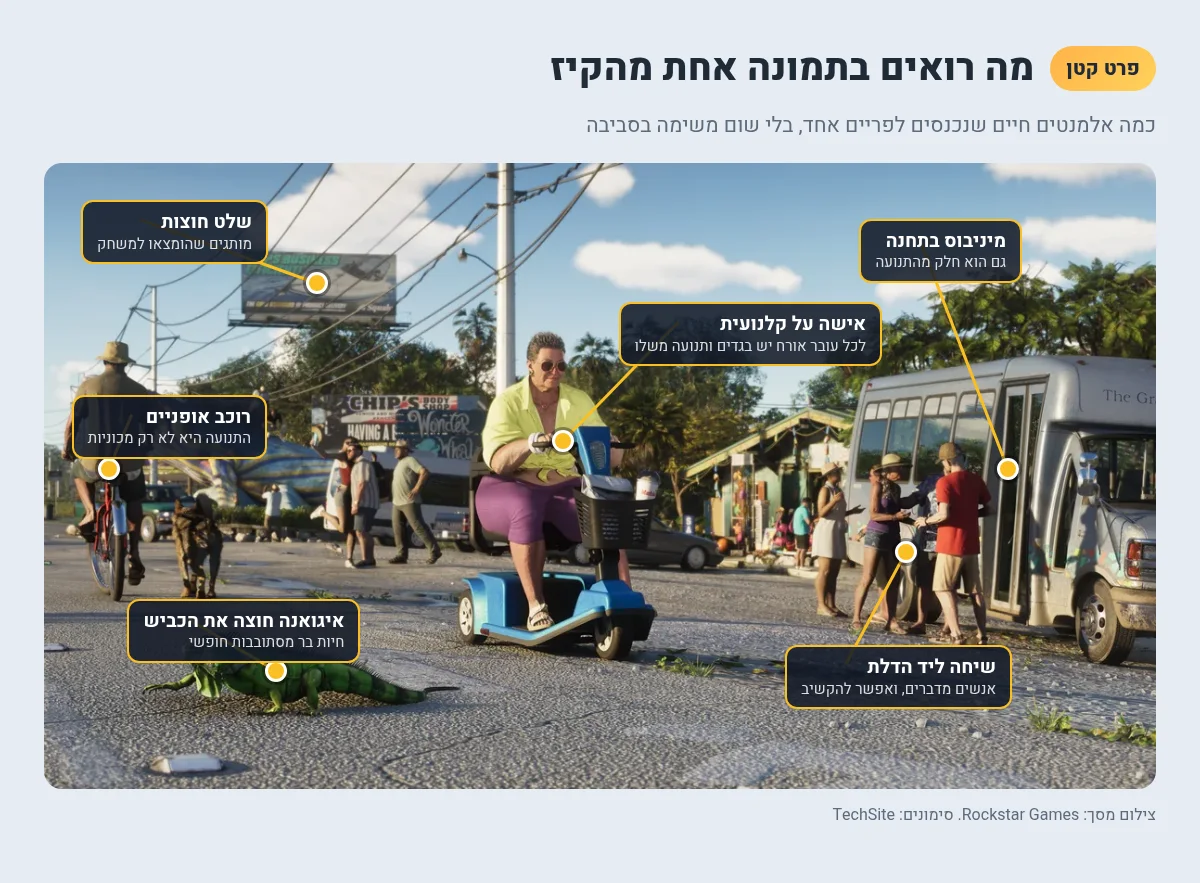 פרט קטן
מה רואים בתמונה אחת מהקיז
כמה אלמנטים חיים שנכנסים לפריים אחד, בלי שום משימה בסביבה
שלט חוצות
מותגים שהומצאו למשחק
מיניבוס בתחנה
גם הוא חלק מהתנועה
אישה על קלנועית
לכל עובר אורח יש בגדים ותנועה משלו
רוכב אופניים
התנועה היא לא רק מכוניות
CHIP'S BODY
HAVING A
Wonder
The Gr
איגואנה חוצה את הכביש
חיות בר מסתובבות חופשי
שיחה ליד הדלת
אנשים מדברים, ואפשר להקשיב
צילום מסך: Rockstar Games. סימונים: TechSite